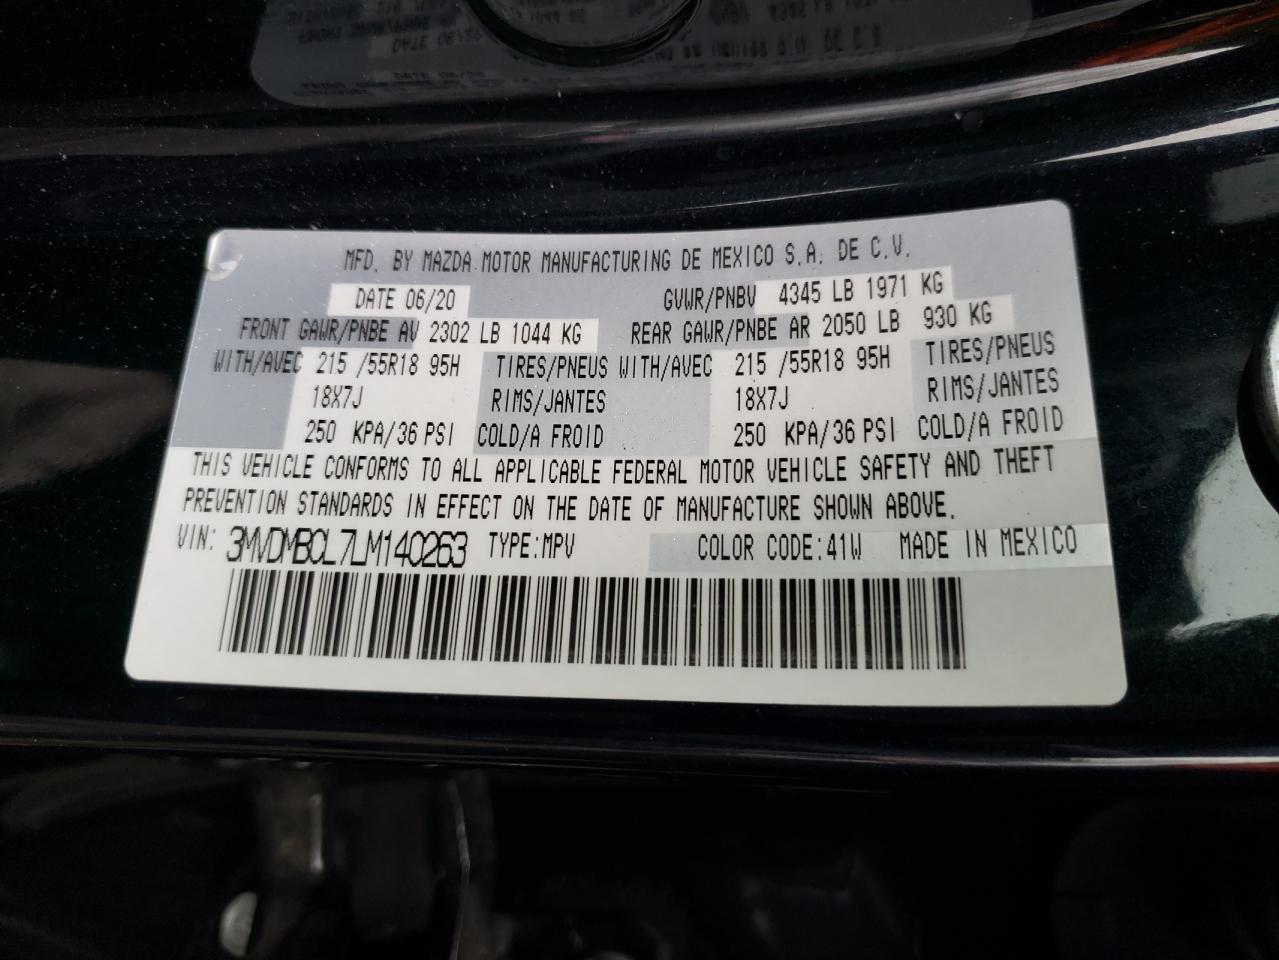 MFD. BY MAZDA MOTOR MANUFACTURING DE MEXICO S.A. DE C.V.
DATE 06/20 GVWR/PNBV 4345 LB 1971 KG
FRONT GAWR/PNBE AV 2302 LB 1044 KG REAR GAWR/PNBE AR 2050 LB 930 KG
WITH/AVEC 215 /55R18 95H TIRES/PNEUS WITH/AVEC 215 /55R18 95H TIRES/PNEUS
18X7J RIMS/JANTES 18X7J RIMS/JANTES
250 KPA/36 PSI COLD/A FROID 250 KPA/36 PSI COLD/A FROID
THIS VEHICLE CONFORMS TO ALL APPLICABLE FEDERAL MOTOR VEHICLE SAFETY AND THEFT
PREVENTION STANDARDS IN EFFECT ON THE DATE OF MANUFACTURE SHOWN ABOVE.
VIN: 3MVDMBCL7LM140263 TYPE:MPV COLOR CODE:41W MADE IN MEXICO